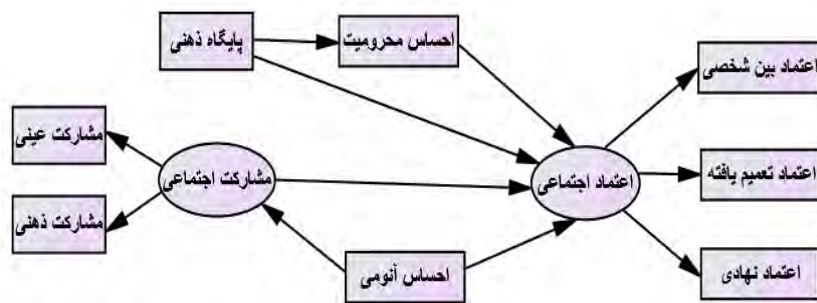 پایگاه ذهنی
احساس محرومیت
اعتماد بین شخصی
مشارکت عینی
مشارکت اجتماعی
اعتماد اجتماعی
اعتماد تعمیم یافته
مشارکت ذهنی
احساس آنومی
اعتماد نهادی